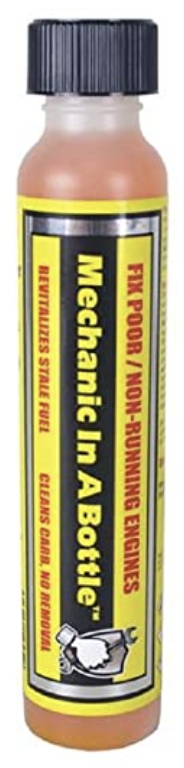 FIX POOR / NON-RUNNING ENGINES
Mechanic In A Bottle™
REVITALIZES STALE FUEL CLEANS CARB, NO REMOVAL